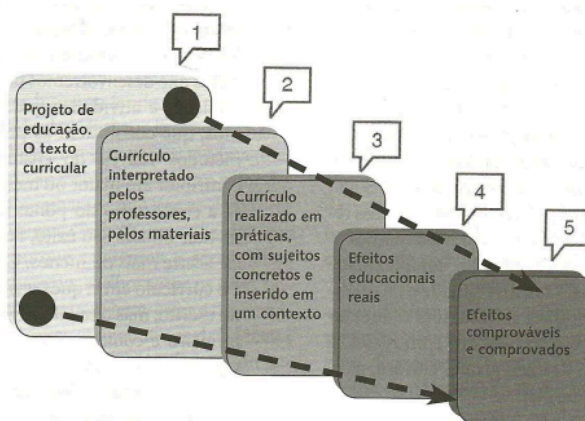 1
Projeto de
educação.
O texto
curricular
2
Currículo
interpretado
pelos
professores,
pelos materiais
3
Currículo
realizado em
práticas,
com sujeitos
concretos e
inserido em
um contexto
4
Efeitos
educacionais
reais
5
Efeitos
comprováveis
e comprovados